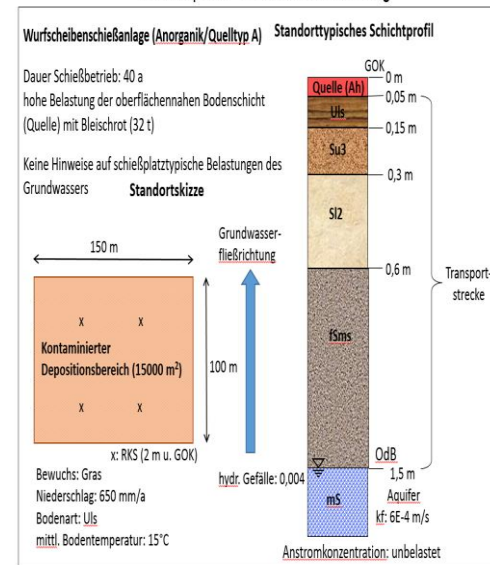 Wurfscheibenschießanlage (Anorganik/Quelltyp A)
Dauer Schießbetrieb: 40 a
hohe Belastung der oberflächennahen Bodenschicht
(Quelle) mit Bleischrot (32 t)
Keine Hinweise auf schießplatztypische Belastungen des
Grundwassers
Standortskizze
150 m
Grundwasser-
fließrichtung
x x
Kontaminierter
Depositionsbereich (15000 m²)
x x
100 m
x: RKS (2 m u. GOK)
Bewuchs: Gras
Niederschlag: 650 mm/a
Bodenart: Uls
mittl. Bodentemperatur: 15°C
hydr. Gefälle: 0,004
Standorttypisches Schichtprofil
GOK
0 m
Quelle (Ah)
0,05 m
Uls
0,15 m
Su3
0,3 m
Sl2
0,6 m
Transport-
strecke
fSms
OdB
1,5 m
mS
Aquifer
kf: 6E-4 m/s
Anstromkonzentration: unbelastet